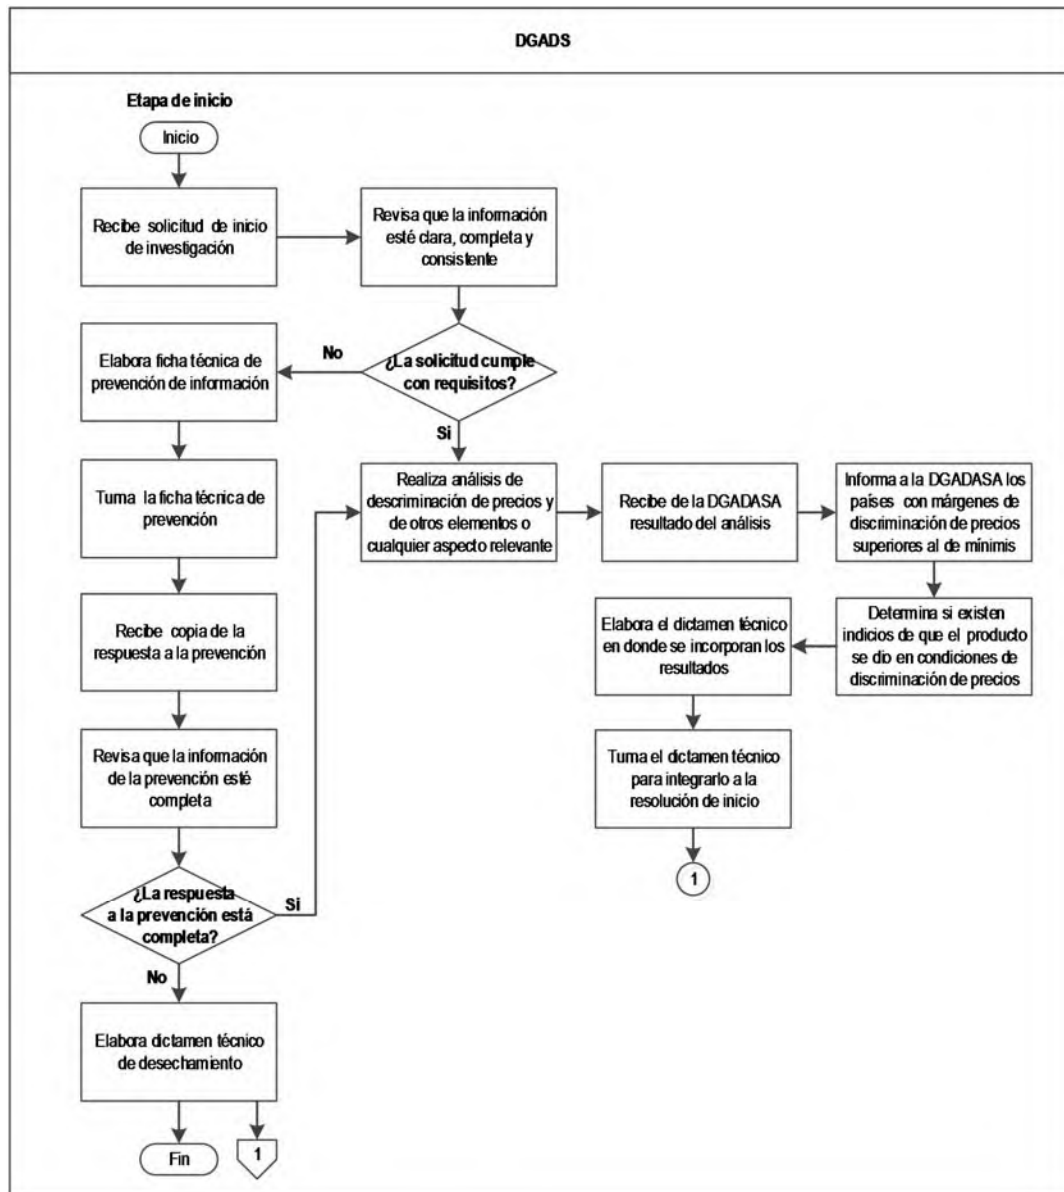 DGADS
Etapa de inicio
Inicio
Recibe solicitud de inicio
de investigación
Revisa que la información
esté clara, completa y
consistente
¿La solicitud cumple
con requisitos?
No
Si
Elabora ficha técnica de
prevención de información
Turna la ficha técnica de
prevención
Recibe copia de la
respuesta a la prevención
Revisa que la información
de la prevención esté
completa
¿La respuesta
a la prevención está
completa?
Si
No
Elabora dictamen técnico
de desechamiento
Fin
1
Realiza análisis de
descriminación de precios y
de otros elementos o
cualquier aspecto relevante
Recibe de la DGADASA
resultado del análisis
Informa a la DGADASA los
países con márgenes de
discriminación de precios
superiores al de mínimis
Determina si existen
indicios de que el producto
se dio en condiciones de
discriminación de precios
Elabora el dictamen técnico
en donde se incorporan los
resultados
Turna el dictamen técnico
para integrarlo a la
resolución de inicio
1